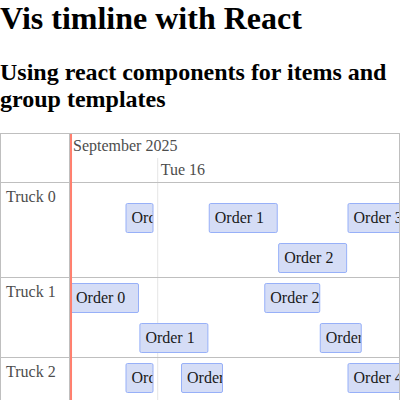 Vis timline with React
Using react components for items and
group templates
September 2025
Tue 16
Truck 0
Ord
Order 1
Order 3
Order 2
Truck 1
Order 0
Order 2
Order 1
Order
Truck 2
Ord
Order
Order 4